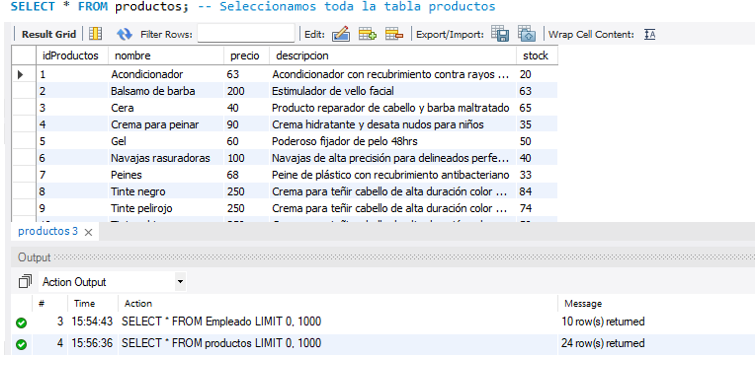 SELECT * FROM productos; -- Seleccionamos toda la tabla productos
Result Grid Filter Rows: Edit: Export/Import: Wrap Cell Content:
idProductos nombre precio descripcion stock
1 Acondicionador 63 Acondicionador con recubrimiento contra rayos ... 20
2 Balsamo de barba 200 Estimulador de vello facial 63
3 Cera 40 Producto reparador de cabello y barba maltratado 65
4 Crema para peinar 90 Crema hidratante y desata nudos para niños 35
5 Gel 60 Poderoso fijador de pelo 48hrs 50
6 Navajas rasuradoras 100 Navajas de alta precisión para delineados perfe... 40
7 Peines 68 Peine de plástico con recubrimiento antibacteriano 33
8 Tinte negro 250 Crema para teñir cabello de alta duración color ... 84
9 Tinte pelirojo 250 Crema para teñir cabello de alta duración color ... 74
productos 3
Output
Action Output
# Time Action Message
3 15:54:43 SELECT * FROM Empleado LIMIT 0, 1000 10 row(s) returned
4 15:56:36 SELECT * FROM productos LIMIT 0, 1000 24 row(s) returned